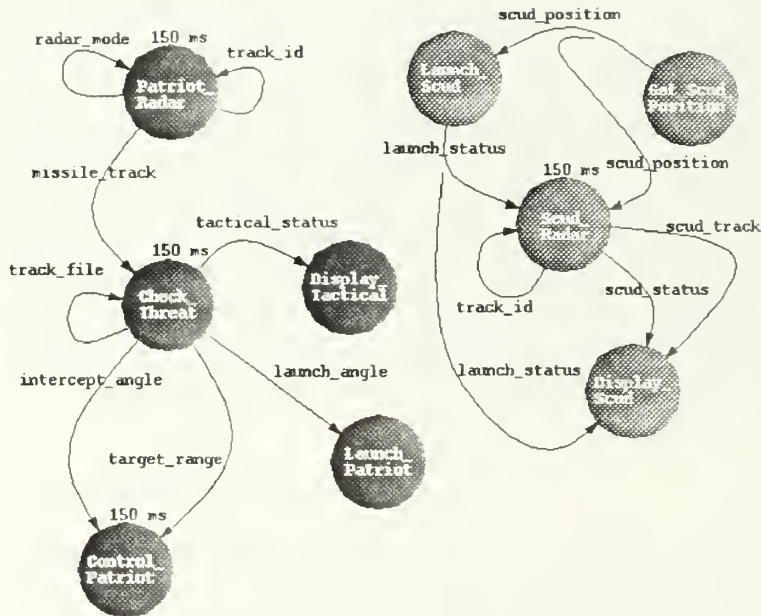 scud_position
150 ms
radar_mode
track_id
Patriot_
Radar
Launch_
Scud
Get_Scud
Position
launch_status
150 ms
scud_position
missile_track
Scud_
Radar
scud_track
tactical_status
150 ms
track_file
Check_
Threat
Display_
Tactical
track_id
scud_status
intercept_angle
launch_angle
launch_status
Display_
Scud
target_range
Launch_
Patriot
150 ms
Control_
Patriot